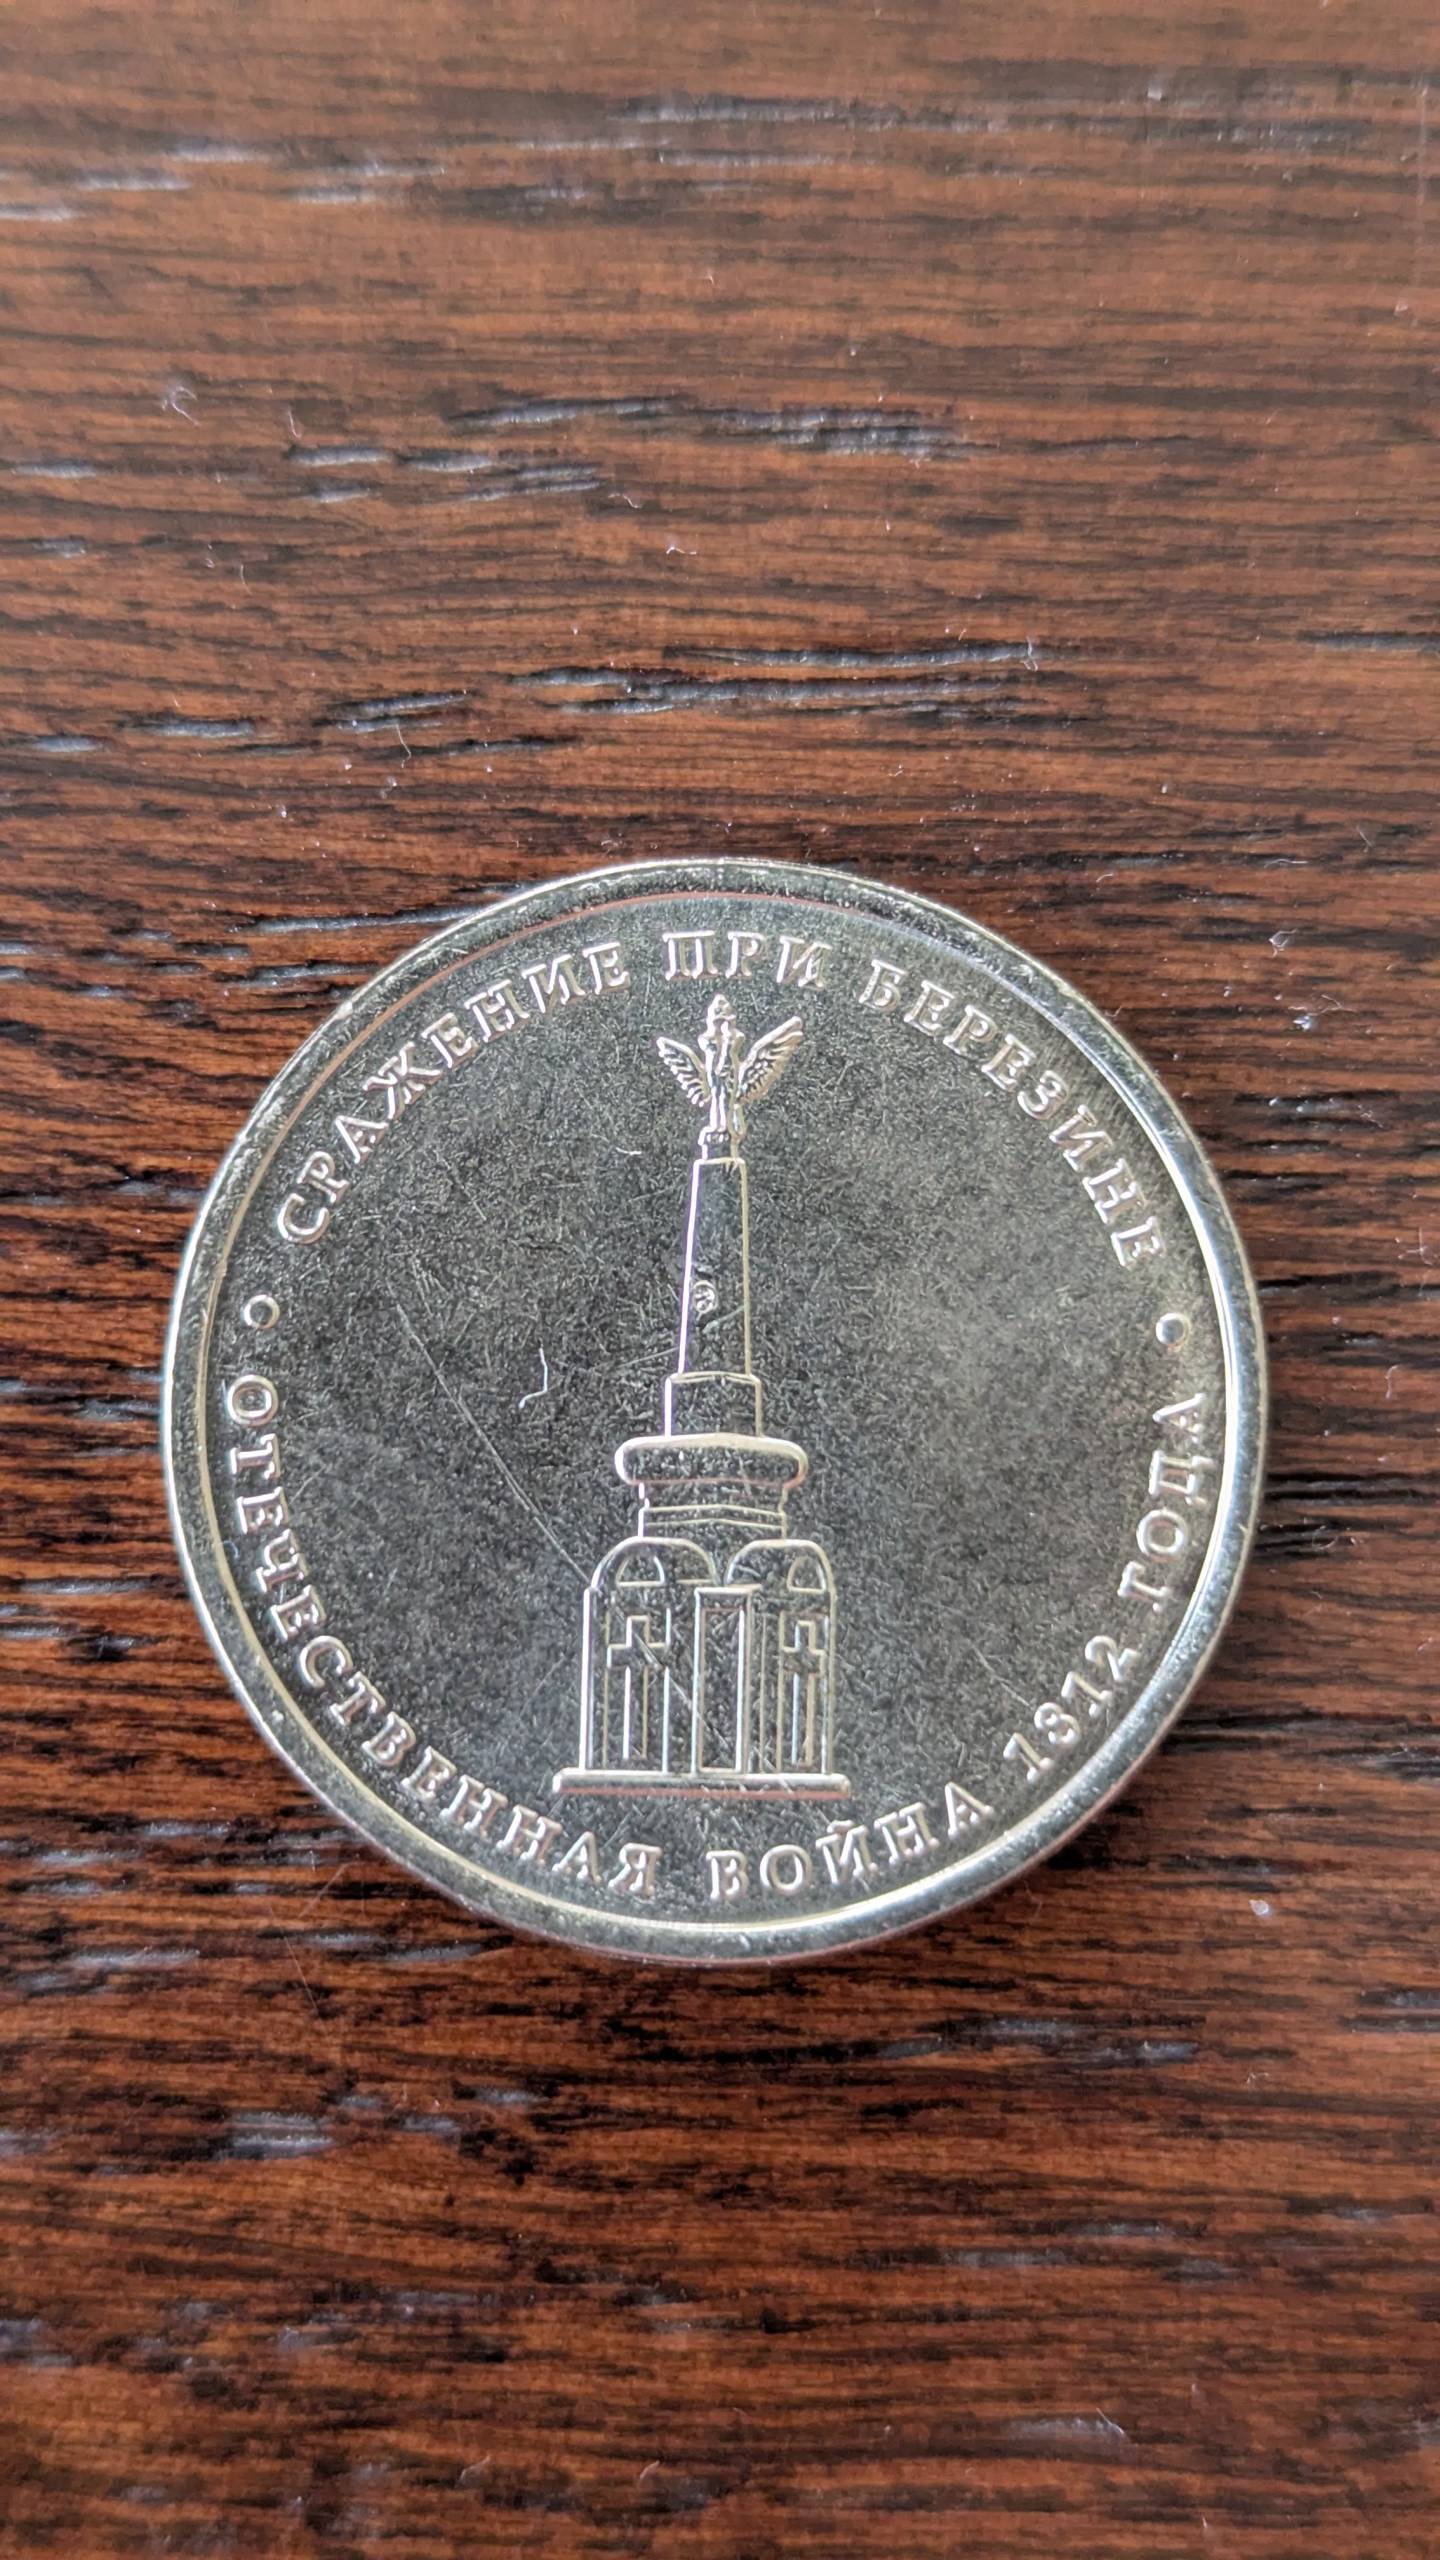 СРАЖЕНИЕ ПРИ БЕРЕЗИНЕ
ОТЕЧЕСТВЕННАЯ ВОЙНА 1812 ГОДА